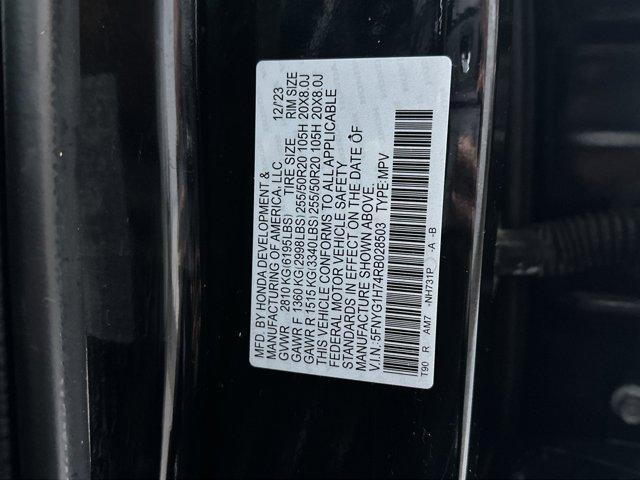 MFD. BY HONDA DEVELOPMENT &
MANUFACTURING OF AMERICA, LLC 12/23
GVWR 2810 KG(6195LBS) TIRE SIZE RIM SIZE
GAWR F 1360 KG(2998LBS) 255/50R20 105H 20X8.0J
GAWR R 1515 KG(3340LBS) 255/50R20 105H 20X8.0J
THIS VEHICLE CONFORMS TO ALL APPLICABLE
FEDERAL MOTOR VEHICLE SAFETY
STANDARDS IN EFFECT ON THE DATE OF
MANUFACTURE SHOWN ABOVE.
V.I.N.:5FNYG1H74RB028503 TYPE:MPV
T90 R AM7 -NH731P -A -B